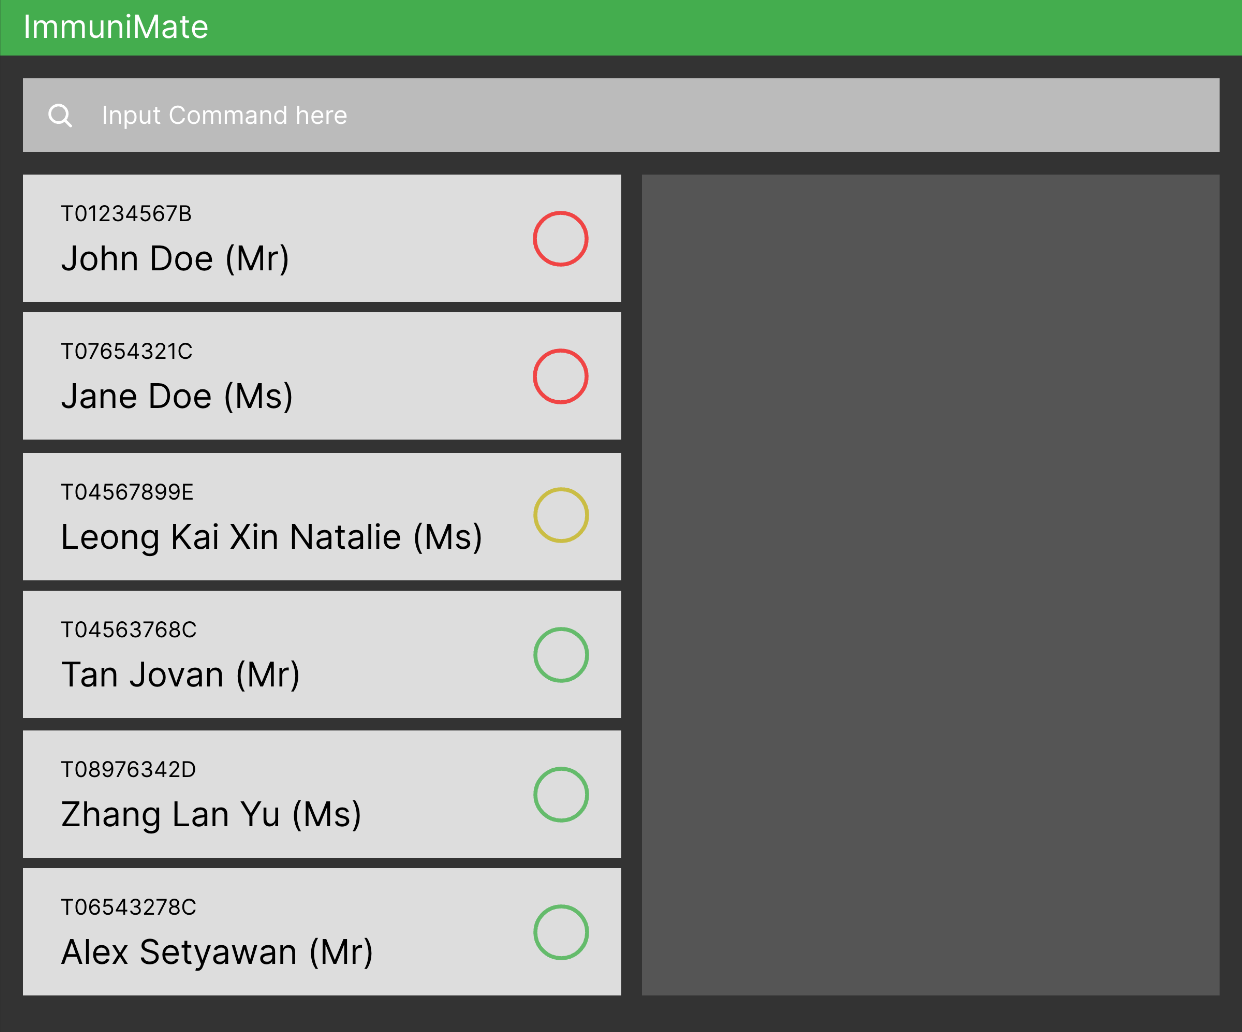 ImmuniMate
Input Command here
T01234567B
John Doe (Mr)
T07654321C
Jane Doe (Ms)
T04567899E
Leong Kai Xin Natalie (Ms)
T04563768C
Tan Jovan (Mr)
T08976342D
Zhang Lan Yu (Ms)
T06543278C
Alex Setyawan (Mr)